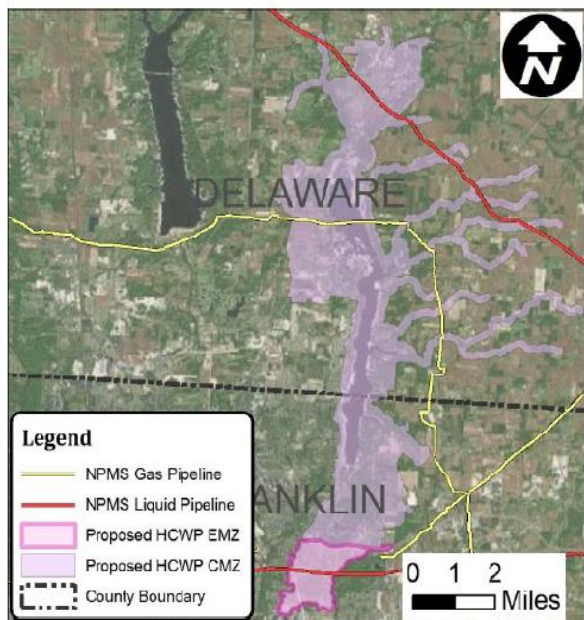 N
DELAWARE
ANKLIN
Legend
NPMS Gas Pipeline
NPMS Liquid Pipeline
Proposed HCWP EMZ
Proposed HCWP CMZ
County Boundary
0 1 2
Miles